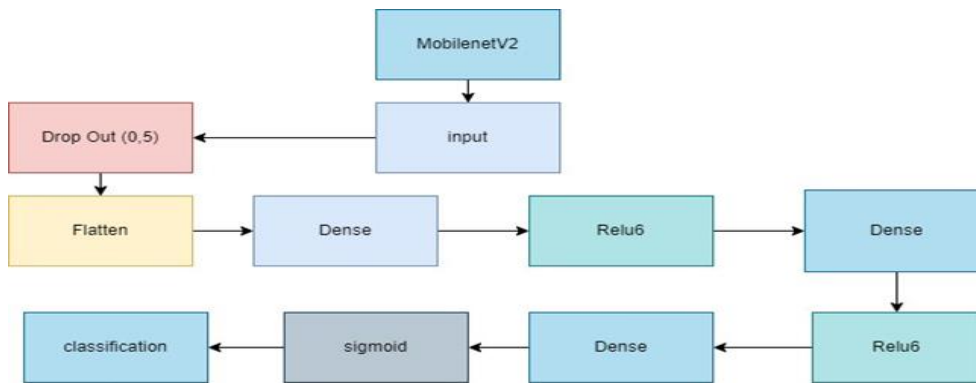 MobilenetV2
input
Drop Out (0,5)
Flatten
Dense
Relu6
Dense
Relu6
Dense
sigmoid
classification